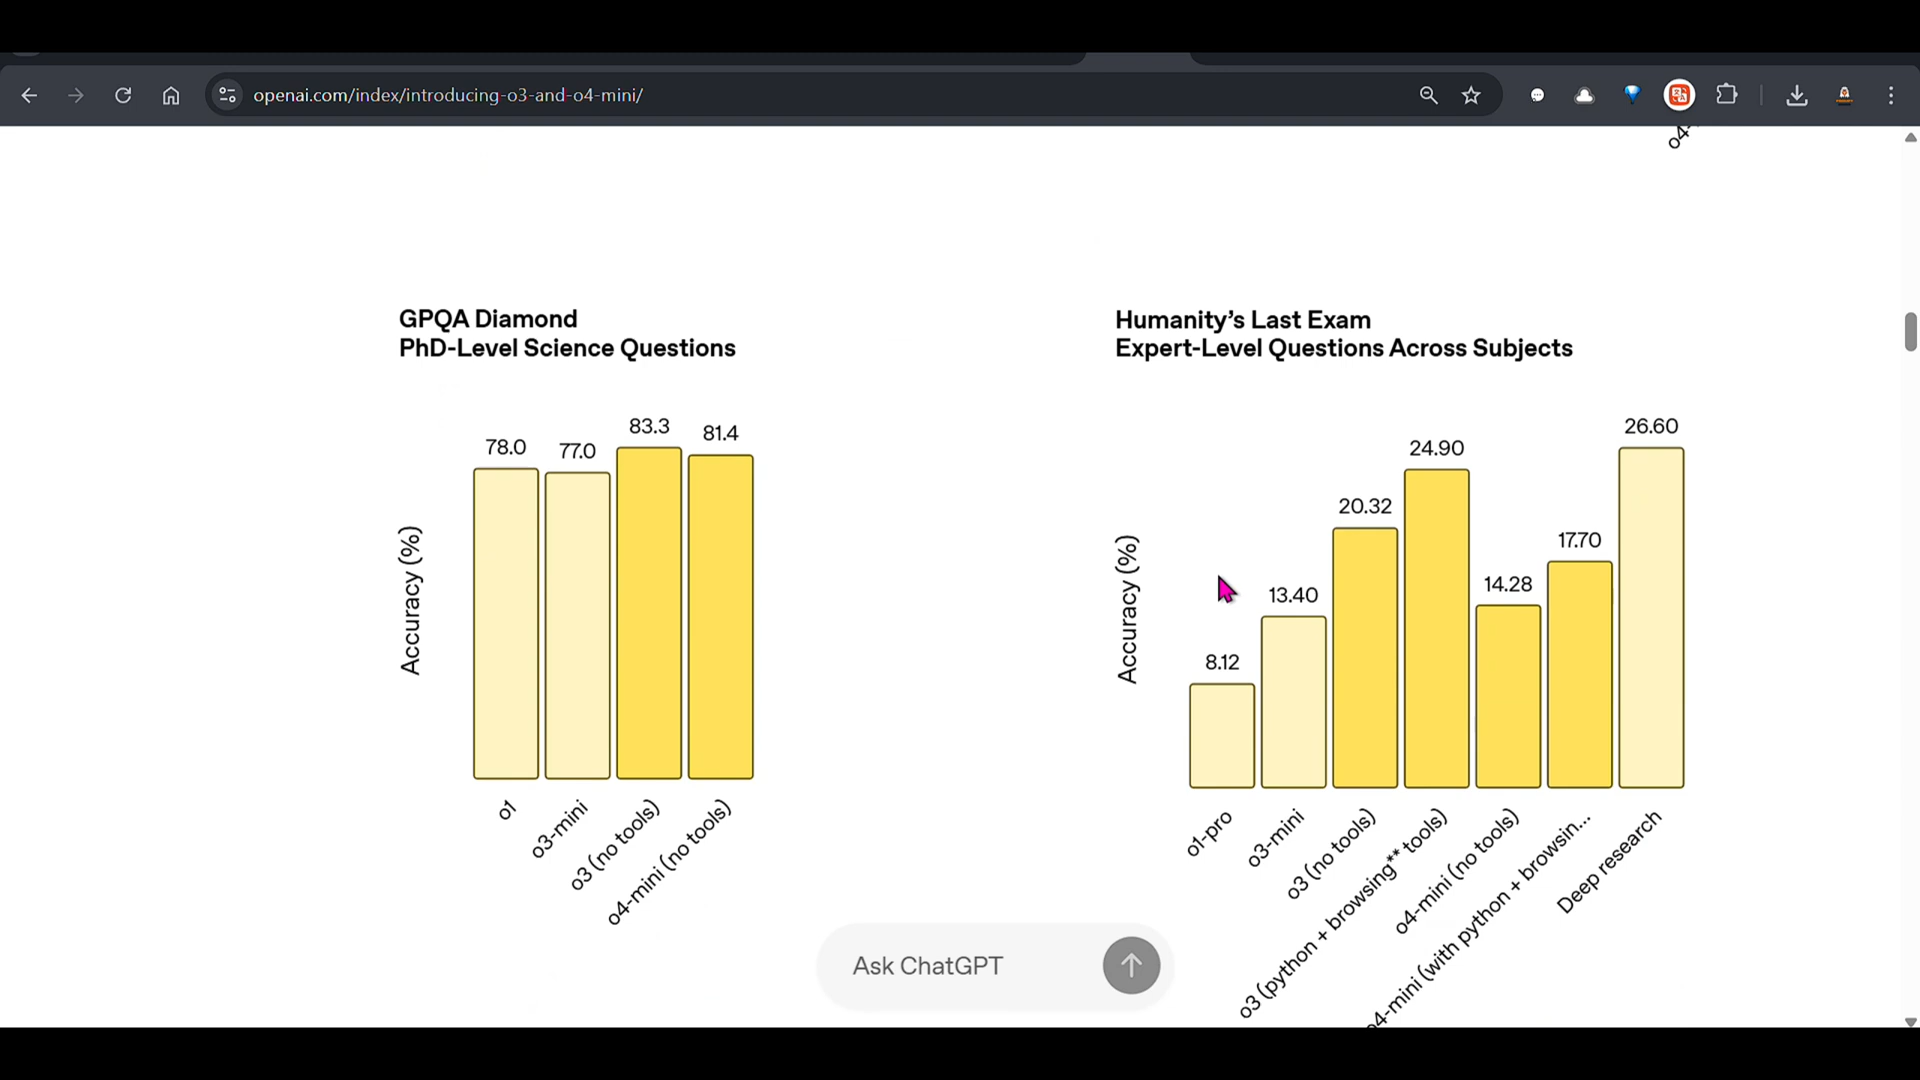 openai.com/index/introducing-o3-and-o4-mini/
o4-
GPQA Diamond
PhD-Level Science Questions
83.3
81.4
78.0
77.0
Accuracy (%)
o1
o3-mini
o3 (no tools)
o4-mini (no tools)
Humanity’s Last Exam
Expert-Level Questions Across Subjects
26.60
24.90
20.32
17.70
14.28
13.40
8.12
Accuracy (%)
o1-pro
o3-mini
o3 (no tools)
o3 (python + browsing** tools)
o4-mini (no tools)
o4-mini (with python + browsin...
Deep research
Ask ChatGPT